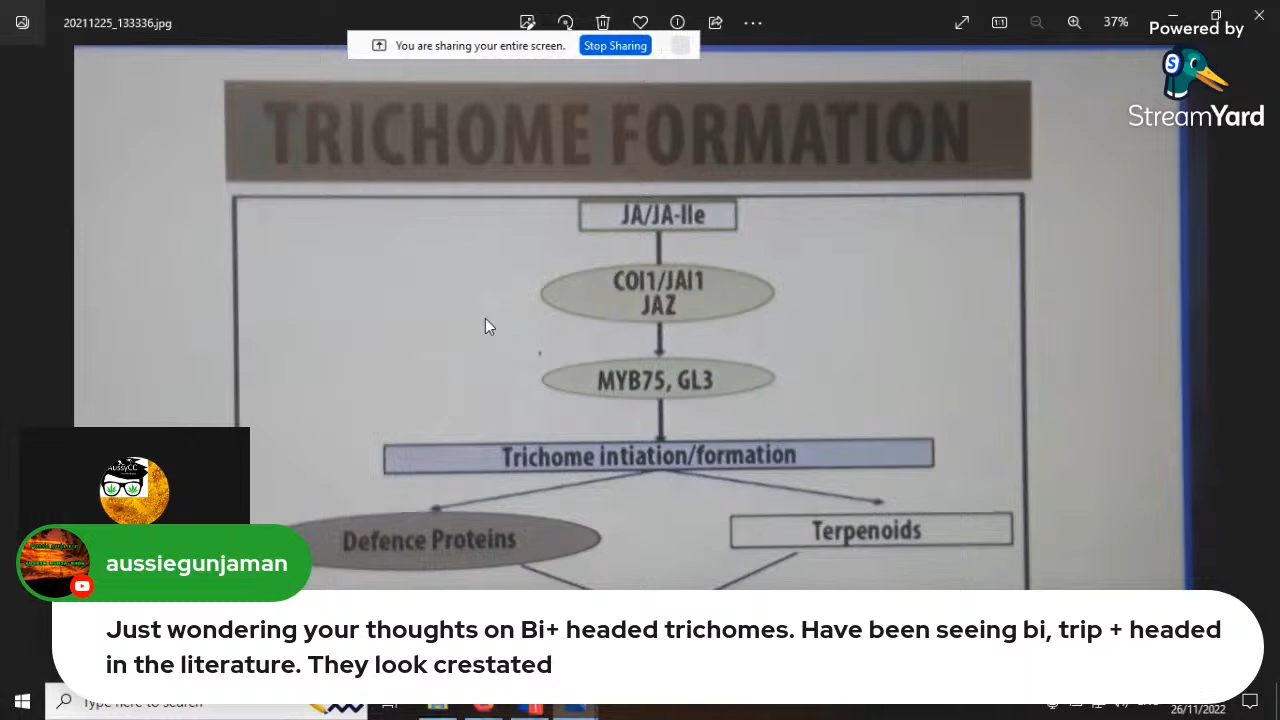 20211225_133336.jpg
37%
You are sharing your entire screen.
Stop Sharing
Powered by
StreamYard
TRICHOME FORMATION
JA/JA-Ile
COI1/JAI1
JAZ
MYB75, GL3
Trichome intiation/formation
Defence Proteins
Terpenoids
AussyCC
aussiegunjaman
Just wondering your thoughts on Bi+ headed trichomes. Have been seeing bi, trip + headed
in the literature. They look crestated
Type here to search
26/11/2022